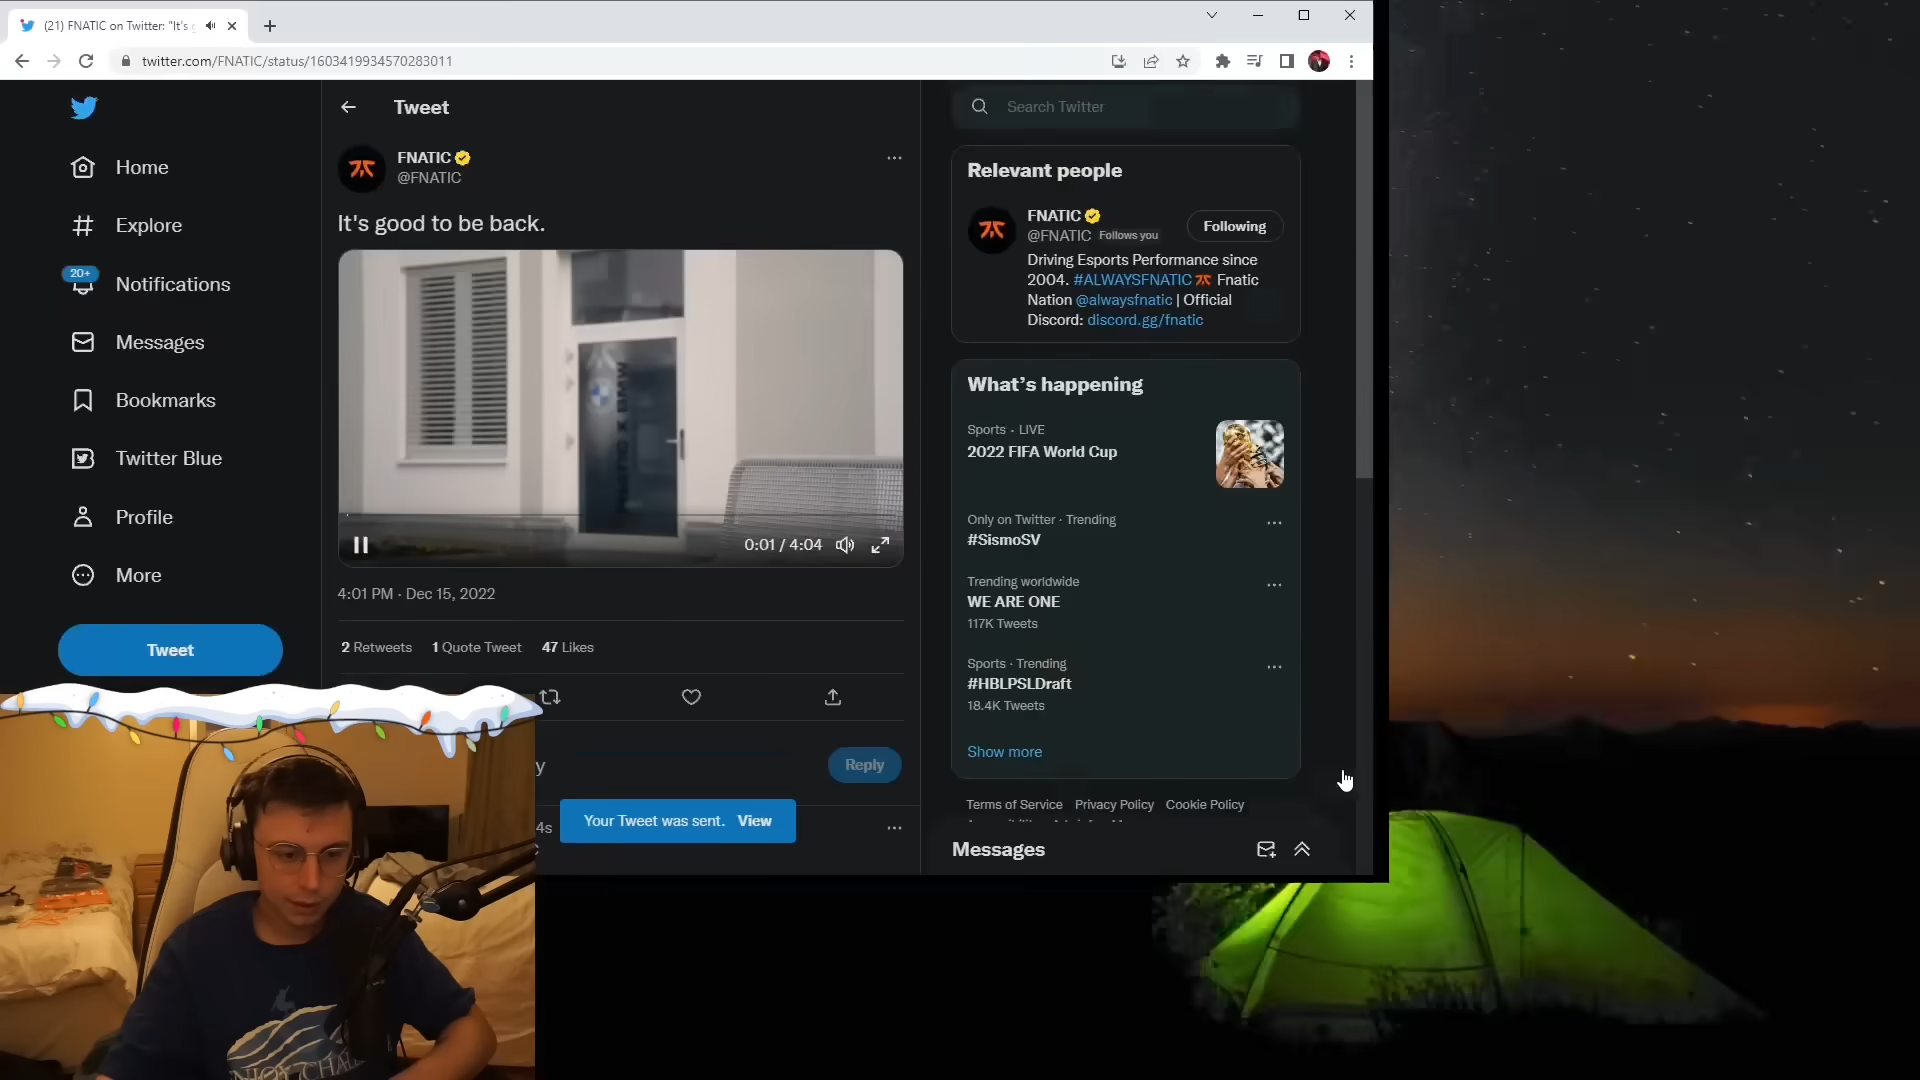 (21) FNATIC on Twitter: "It's g
twitter.com/FNATIC/status/1603419934570283011
Home
Explore
20+
Notifications
Messages
Bookmarks
Twitter Blue
Profile
More
Tweet
Tweet
FNATIC
@FNATIC
It's good to be back.
BMW
0:01 / 4:04
4:01 PM · Dec 15, 2022
2 Retweets 1 Quote Tweet 47 Likes
y
Reply
4s
Your Tweet was sent. View
Search Twitter
Relevant people
FNATIC
@FNATIC Follows you
Following
Driving Esports Performance since
2004. #ALWAYSFNATIC Fnatic
Nation @alwaysfnatic | Official
Discord: discord.gg/fnatic
What's happening
Sports · LIVE
2022 FIFA World Cup
Only on Twitter · Trending
#SismoSV
Trending worldwide
WE ARE ONE
117K Tweets
Sports · Trending
#HBLPSLDraft
18.4K Tweets
Show more
Terms of Service Privacy Policy Cookie Policy
Messages